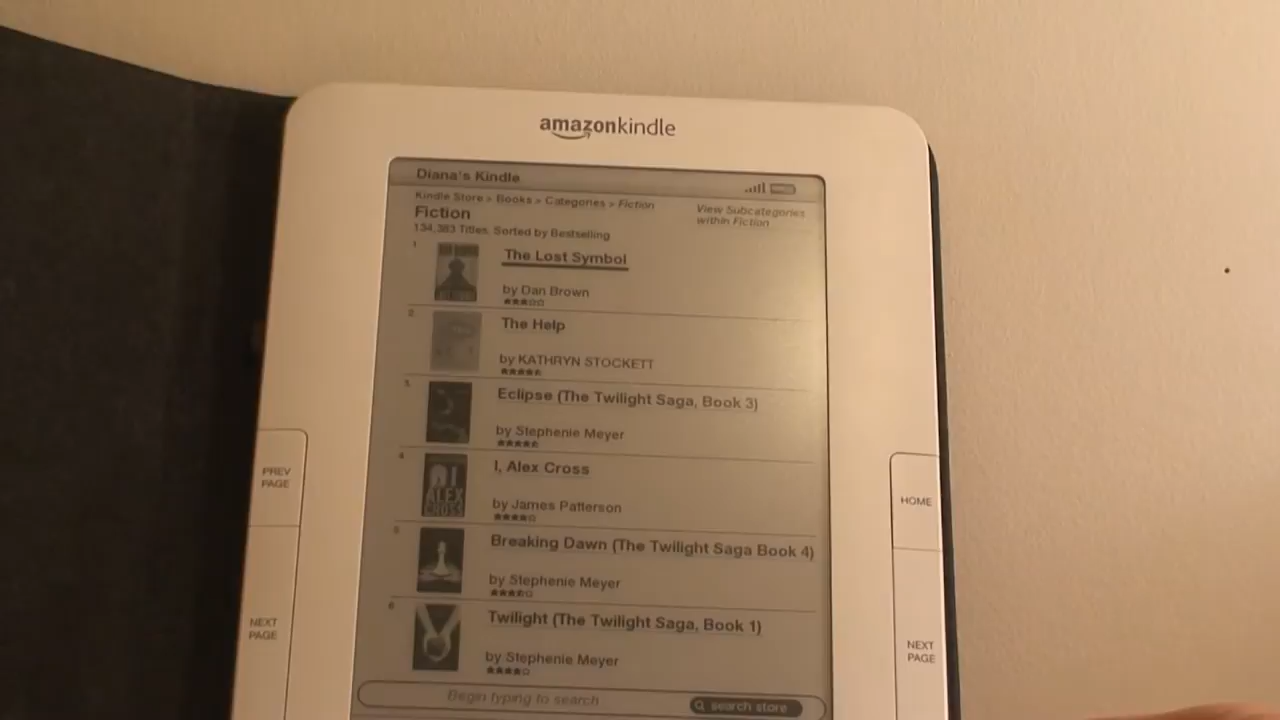 amazonkindle
Diana's Kindle
Kindle Store > Books > Categories > Fiction
View Subcategories
within Fiction
Fiction
134,383 Titles. Sorted by Bestselling
1
The Lost Symbol
by Dan Brown
2
The Help
by KATHRYN STOCKETT
3
Eclipse (The Twilight Saga, Book 3)
by Stephenie Meyer
4
ALEX
CROSS
I, Alex Cross
by James Patterson
5
Breaking Dawn (The Twilight Saga Book 4)
by Stephenie Meyer
6
Twilight (The Twilight Saga, Book 1)
by Stephenie Meyer
Begin typing to search
search store
PREV
PAGE
NEXT
PAGE
HOME
NEXT
PAGE